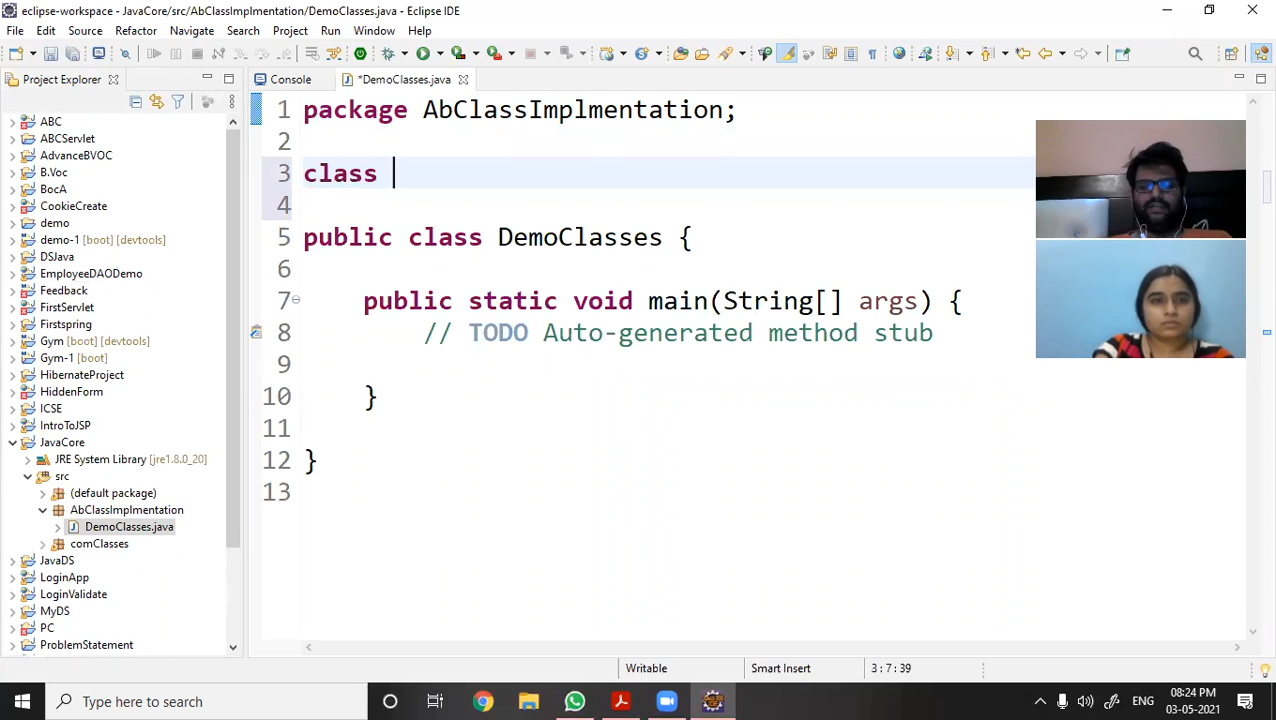 eclipse-workspace - JavaCore/src/AbClassImplmentation/DemoClasses.java - Eclipse IDE
File Edit Source Refactor Navigate Search Project Run Window Help
Project Explorer
Console
*DemoClasses.java
ABC
ABCServlet
AdvanceBVOC
B.Voc
BocA
CookieCreate
demo
demo-1 [boot] [devtools]
DSJava
EmployeeDAODemo
Feedback
FirstServlet
Firstspring
Gym [boot] [devtools]
Gym-1 [boot]
HibernateProject
HiddenForm
ICSE
IntroToJSP
JavaCore
JRE System Library [jre1.8.0_20]
src
(default package)
AbClassImplmentation
DemoClasses.java
comClasses
JavaDS
LoginApp
LoginValidate
MyDS
PC
ProblemStatement
1 package AbClassImplmentation;
2
3 class
4
5 public class DemoClasses {
6
7 public static void main(String[] args) {
8 // TODO Auto-generated method stub
9
10 }
11
12 }
13
Writable
Smart Insert
3 : 7 : 39
Type here to search
ENG
08:24 PM
03-05-2021